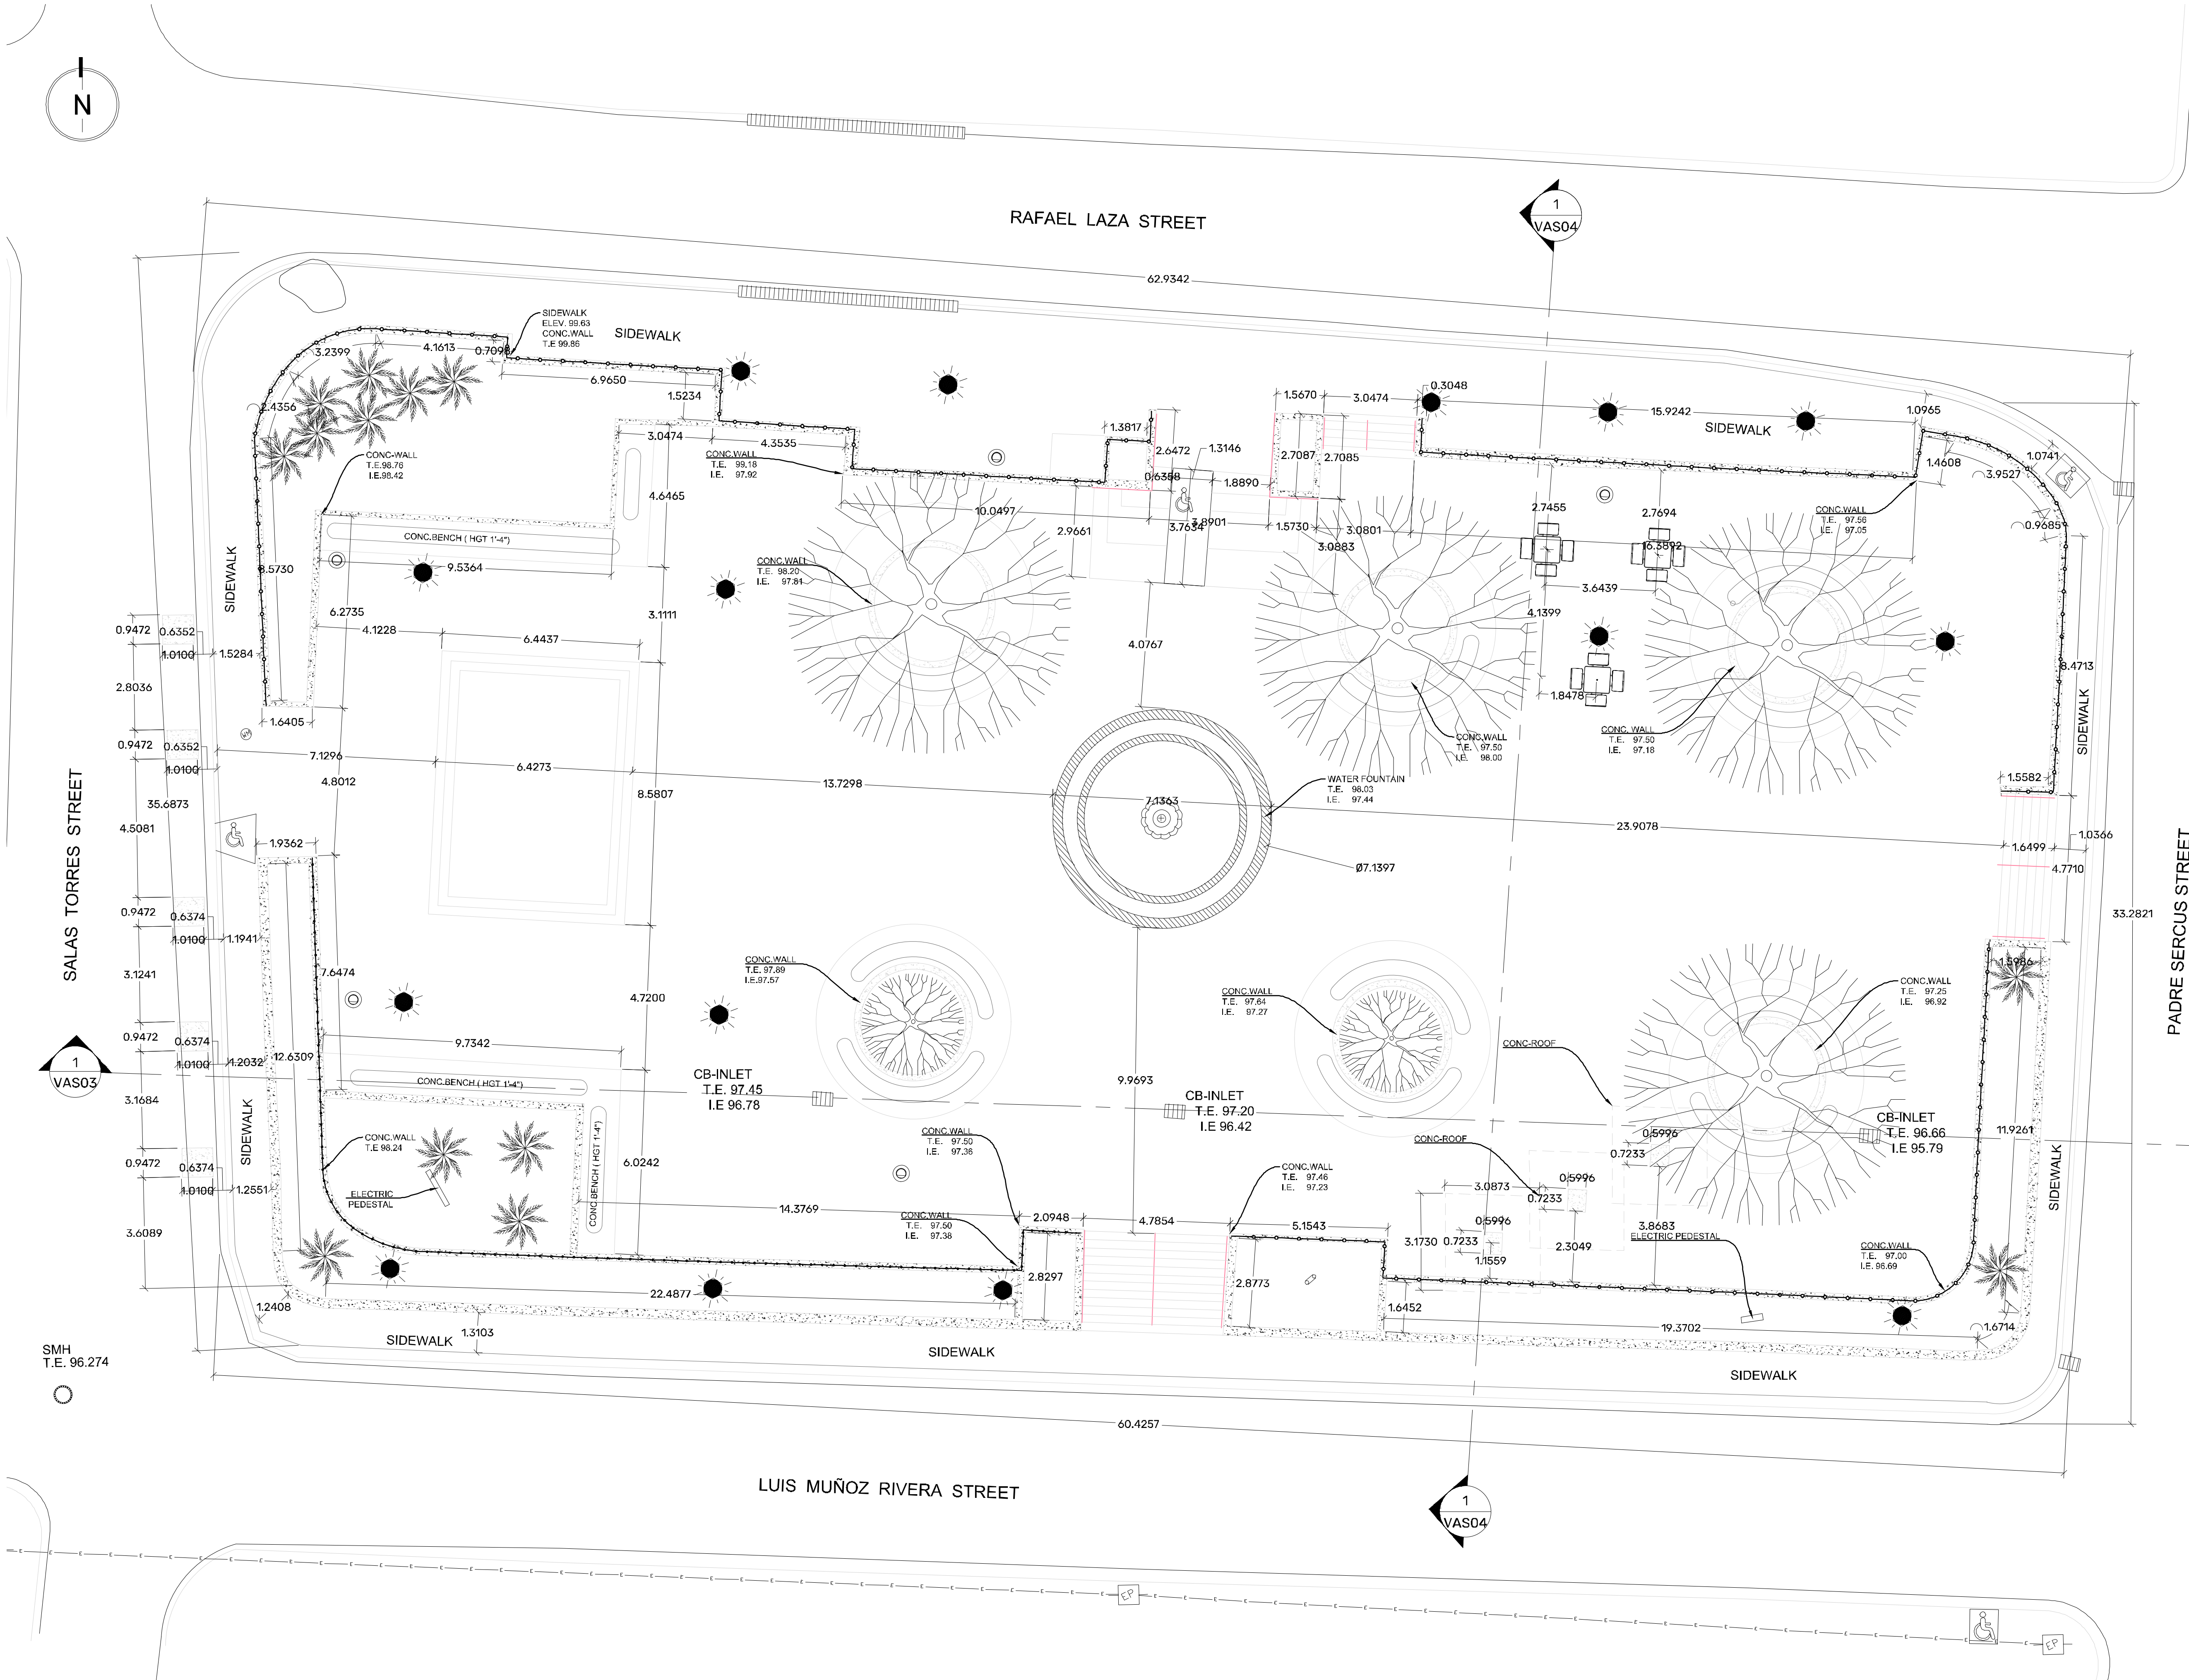 N
RAFAEL LAZA STREET
1
VAS04
62.9342
SIDEWALK
ELEV. 99.63
CONC.WALL
T.E 99.86
SIDEWALK
3.2399
4.1613
6.9650
1.5234
2.4356
CONC-WALL
T.E.98.76
I.E.98.42
3.0474
4.3535
CONC.WALL
T.E. 99.18
I.E. 97.92
1.3817
2.6472
0.6358
1.3146
1.8890
1.5670
3.0474
0.3048
2.7087
2.7085
15.9242
SIDEWALK
1.0965
1.4608
3.9527
1.0741
0.9685
CONC.WALL
T.E. 97.56
I.E. 97.05
4.6465
CONC.BENCH ( HGT 1'-4")
9.5364
10.0497
2.9661
3.7634
3.8901
1.5730
3.0801
3.0883
2.7455
2.7694
16.3892
3.6439
4.1399
1.8478
CONC.WALL
T.E. 98.20
I.E. 97.81
SIDEWALK
8.5730
6.2735
4.1228
6.4437
3.1111
4.0767
0.9472
0.6352
1.0100
1.5284
2.8036
1.6405
8.4713
SIDEWALK
CONC.WALL
T.E. 97.50
I.E. 98.00
CONC. WALL
T.E. 97.50
I.E. 97.18
0.9472
0.6352
1.0100
7.1296
6.4273
4.8012
8.5807
13.7298
7.1363
WATER FOUNTAIN
T.E. 98.03
I.E. 97.44
23.9078
1.5582
1.0366
1.6499
4.7710
35.6873
4.5081
1.9362
Ø7.1397
SALAS TORRES STREET
PADRE SERCUS STREET
33.2821
0.9472
0.6374
1.0100
1.1941
3.1241
7.6474
4.7200
CONC.WALL
T.E. 97.89
I.E.97.57
CONC.WALL
T.E. 97.64
I.E. 97.27
CONC.WALL
T.E. 97.25
I.E. 96.92
1.5986
0.9472
0.6374
1.0100
1.2032
12.6309
9.7342
CONC.BENCH ( HGT 1'-4")
1
VAS03
CB-INLET
T.E. 97.45
I.E 96.78
9.9693
CB-INLET
T.E. 97.20
I.E 96.42
CONC-ROOF
CB-INLET
T.E. 96.66
I.E 95.79
11.9261
3.1684
SIDEWALK
CONC.WALL
T.E 98.24
CONC.BENCH ( HGT 1'-4")
6.0242
CONC.WALL
T.E. 97.50
I.E. 97.36
CONC.WALL
T.E. 97.46
I.E. 97.23
CONC-ROOF
0.5996
0.7233
0.9472
0.6374
1.0100
1.2551
ELECTRIC
PEDESTAL
14.3769
2.0948
4.7854
5.1543
3.0873
0.5996
0.7233
3.8683
SIDEWALK
CONC.WALL
T.E. 97.50
I.E. 97.38
3.1730
0.5996
0.7233
1.1559
2.3049
ELECTRIC PEDESTAL
CONC.WALL
T.E. 97.00
I.E. 96.69
3.6089
2.8297
2.8773
22.4877
1.2408
1.3103
1.6452
19.3702
1.6714
SIDEWALK
SIDEWALK
SIDEWALK
SMH
T.E. 96.274
60.4257
LUIS MUÑOZ RIVERA STREET
1
VAS04
EP
EP